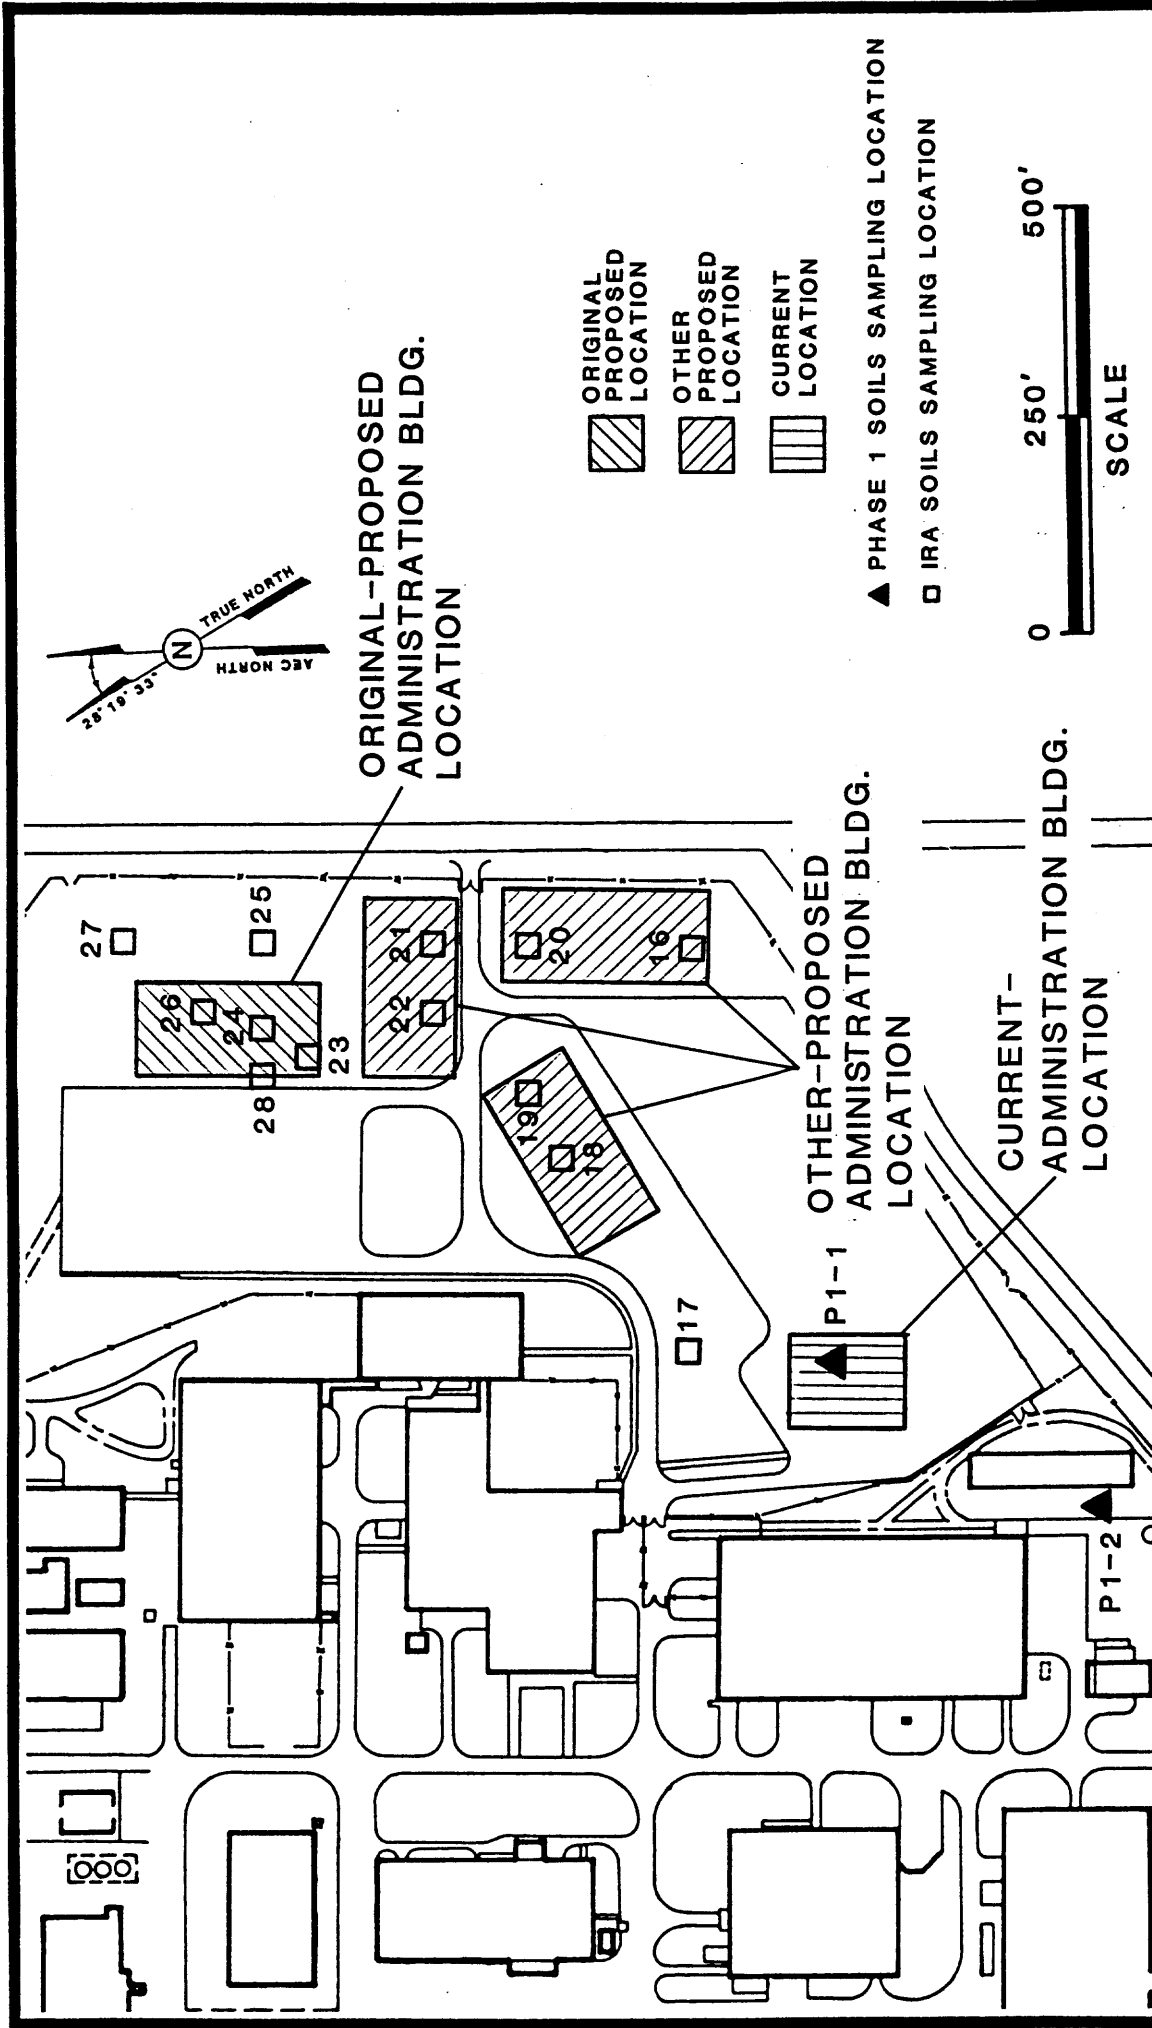 28° 19' 33"
N
TRUE NORTH
AEC NORTH
ORIGINAL-PROPOSED
ADMINISTRATION BLDG.
LOCATION
ORIGINAL
PROPOSED
LOCATION
OTHER
PROPOSED
LOCATION
CURRENT
LOCATION
PHASE 1 SOILS SAMPLING LOCATION
IRA SOILS SAMPLING LOCATION
0
250'
500'
SCALE
27
25
26
24
23
28
21
22
20
16
19
18
17
OTHER-PROPOSED
ADMINISTRATION BLDG.
LOCATION
CURRENT-
ADMINISTRATION BLDG.
LOCATION
P1-1
P1-2